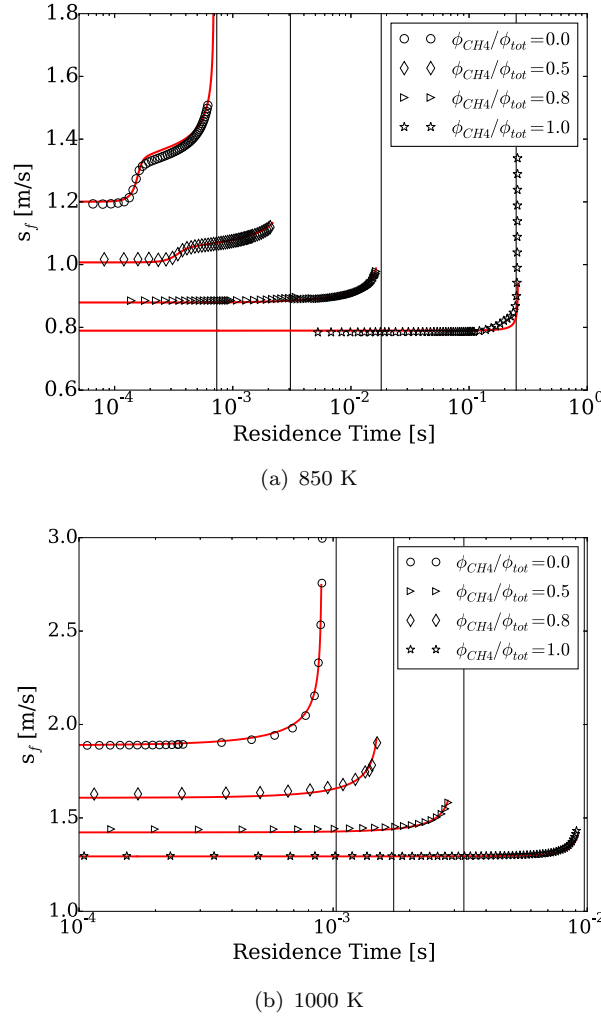 1.8
1.6
1.4
1.2
1.0
0.8
0.6
s_f [m/s]
ϕ_CH4/ϕ_tot=0.0
ϕ_CH4/ϕ_tot=0.5
ϕ_CH4/ϕ_tot=0.8
ϕ_CH4/ϕ_tot=1.0
10^-4 10^-3 10^-2 10^-1 10^0
Residence Time [s]
(a) 850 K
3.0
2.5
2.0
1.5
1.0
s_f [m/s]
ϕ_CH4/ϕ_tot=0.0
ϕ_CH4/ϕ_tot=0.5
ϕ_CH4/ϕ_tot=0.8
ϕ_CH4/ϕ_tot=1.0
10^-4 10^-3 10^-2
Residence Time [s]
(b) 1000 K